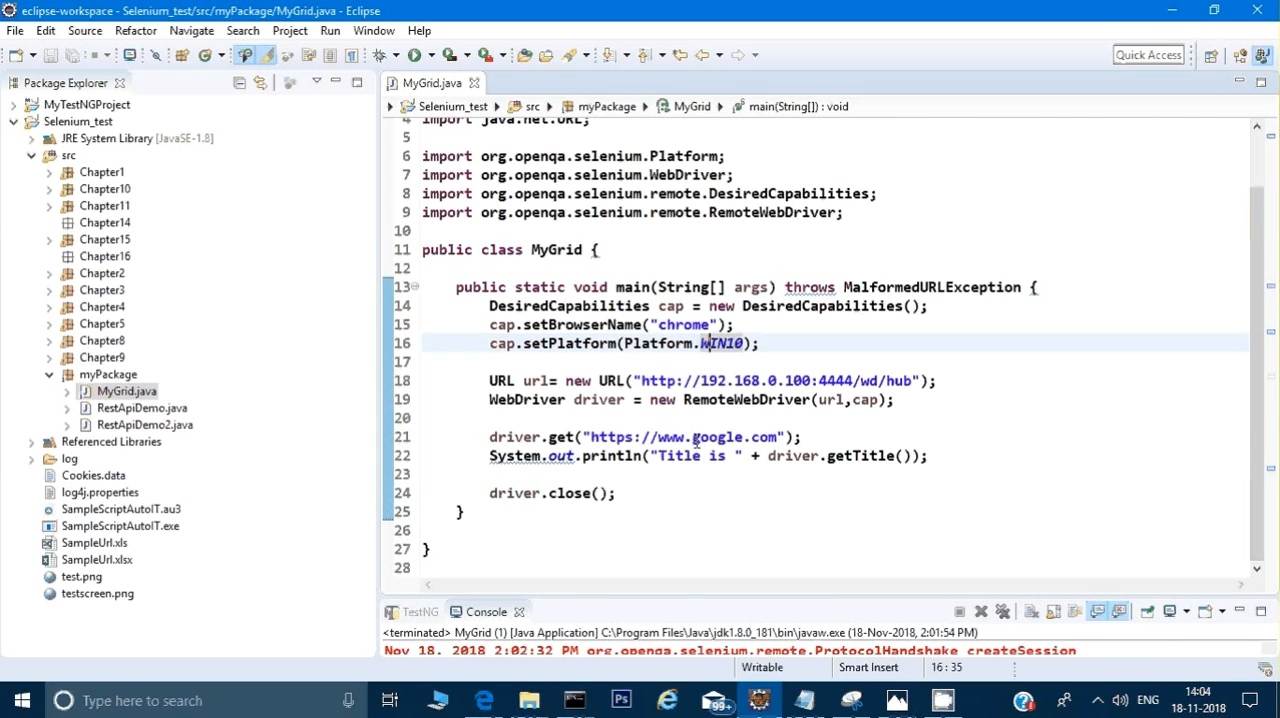 eclipse-workspace - Selenium_test/src/myPackage/MyGrid.java - Eclipse
File Edit Source Refactor Navigate Search Project Run Window Help
Quick Access
Package Explorer
MyTestNGProject
Selenium_test
JRE System Library [JavaSE-1.8]
src
Chapter1
Chapter10
Chapter11
Chapter14
Chapter15
Chapter16
Chapter2
Chapter3
Chapter4
Chapter5
Chapter8
Chapter9
myPackage
MyGrid.java
RestApiDemo.java
RestApiDemo2.java
Referenced Libraries
log
Cookies.data
log4j.properties
SampleScriptAutoIT.au3
SampleScriptAutoIT.exe
SampleUrl.xls
SampleUrl.xlsx
test.png
testscreen.png
MyGrid.java
Selenium_test src myPackage MyGrid main(String[]) : void
4 import java.net.URL;
5
6 import org.openqa.selenium.Platform;
7 import org.openqa.selenium.WebDriver;
8 import org.openqa.selenium.remote.DesiredCapabilities;
9 import org.openqa.selenium.remote.RemoteWebDriver;
10
11 public class MyGrid {
12
13 public static void main(String[] args) throws MalformedURLException {
14 DesiredCapabilities cap = new DesiredCapabilities();
15 cap.setBrowserName("chrome");
16 cap.setPlatform(Platform.WIN10);
17
18 URL url= new URL("http://192.168.0.100:4444/wd/hub");
19 WebDriver driver = new RemoteWebDriver(url,cap);
20
21 driver.get("https://www.google.com");
22 System.out.println("Title is " + driver.getTitle());
23
24 driver.close();
25 }
26
27 }
28
TestNG Console
<terminated> MyGrid (1) [Java Application] C:\Program Files\Java\jdk1.8.0_181\bin\javaw.exe (18-Nov-2018, 2:01:54 PM)
Nov 18, 2018 2:02:32 PM org.openqa.selenium.remote.ProtocolHandshake createSession
Writable Smart Insert 16 : 35
Type here to search
99+
ENG
14:04
18-11-2018